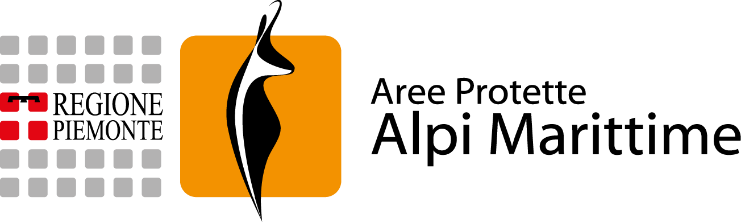 REGIONE
PIEMONTE
Aree Protette
Alpi Marittime